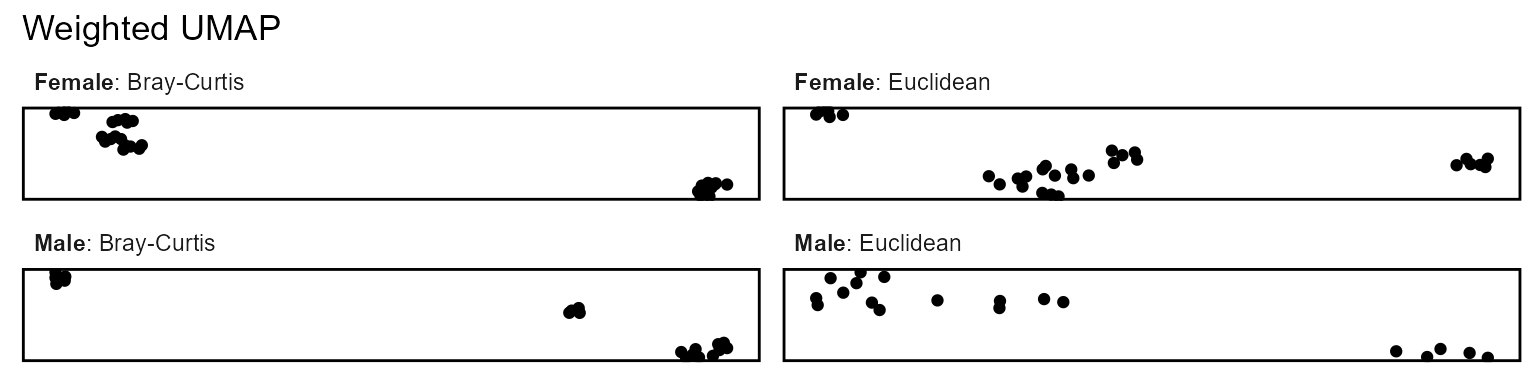 Weighted UMAP
Female: Bray-Curtis
Female: Euclidean
Male: Bray-Curtis
Male: Euclidean